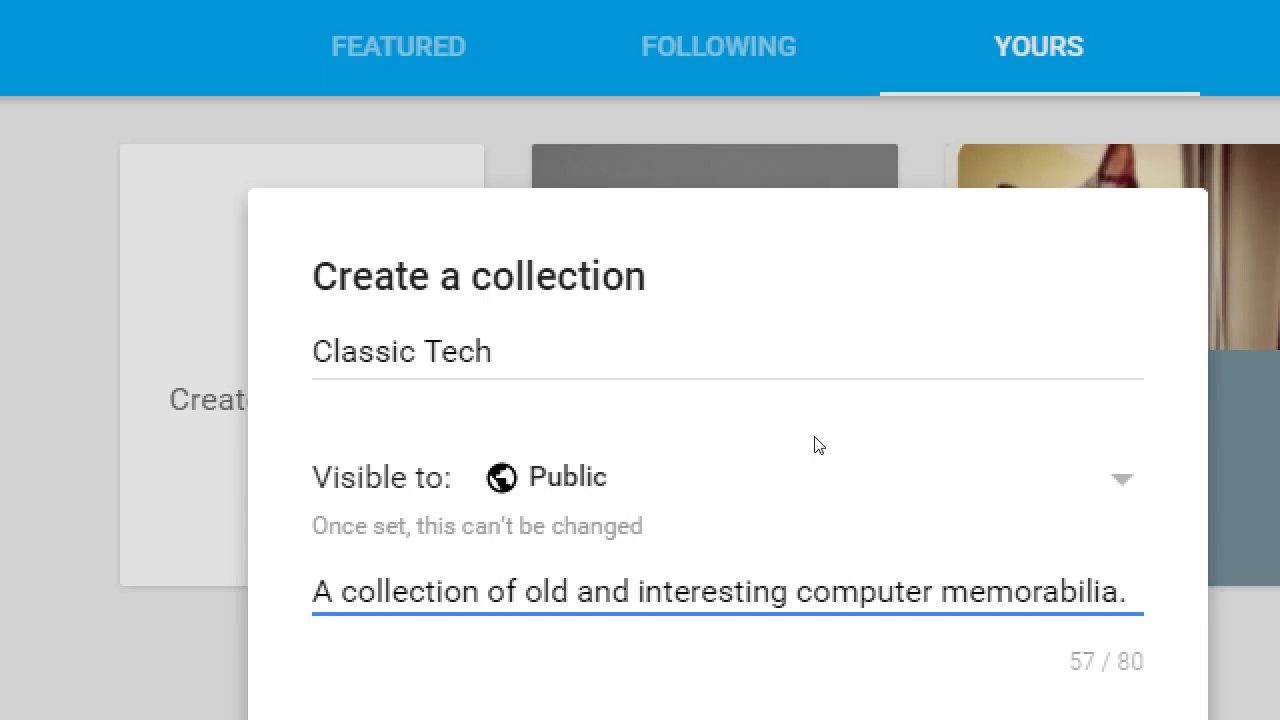 FEATURED FOLLOWING YOURS
Create a collection
Classic Tech
Creat
Visible to: Public
Once set, this can't be changed
A collection of old and interesting computer memorabilia.
57 / 80